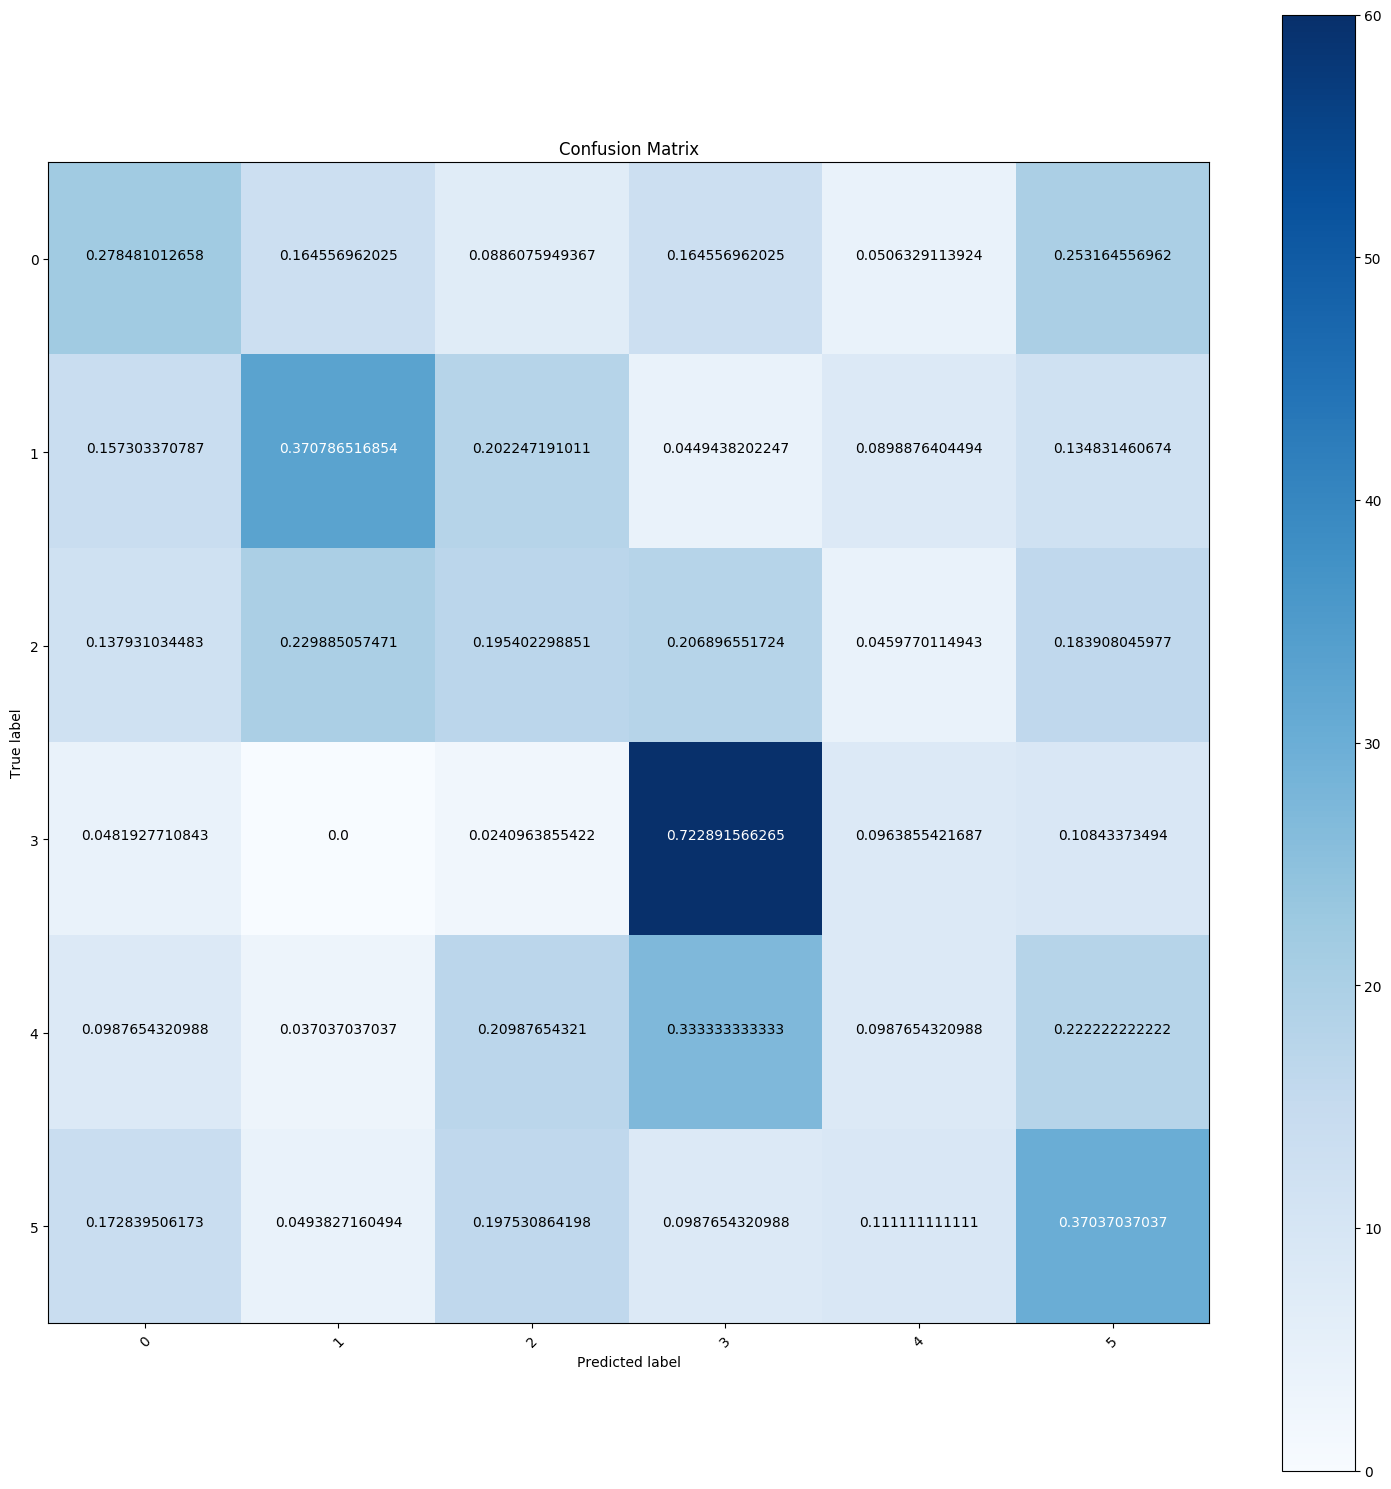 Confusion Matrix
0 0.278481012658 0.164556962025 0.0886075949367 0.164556962025 0.0506329113924 0.253164556962
1 0.157303370787 0.370786516854 0.202247191011 0.0449438202247 0.0898876404494 0.134831460674
2 0.137931034483 0.229885057471 0.195402298851 0.206896551724 0.0459770114943 0.183908045977
3 0.0481927710843 0.0 0.0240963855422 0.722891566265 0.0963855421687 0.10843373494
4 0.0987654320988 0.037037037037 0.20987654321 0.333333333333 0.0987654320988 0.222222222222
5 0.172839506173 0.0493827160494 0.197530864198 0.0987654320988 0.111111111111 0.37037037037
0 1 2 3 4 5
Predicted label
True label
60
50
40
30
20
10
0